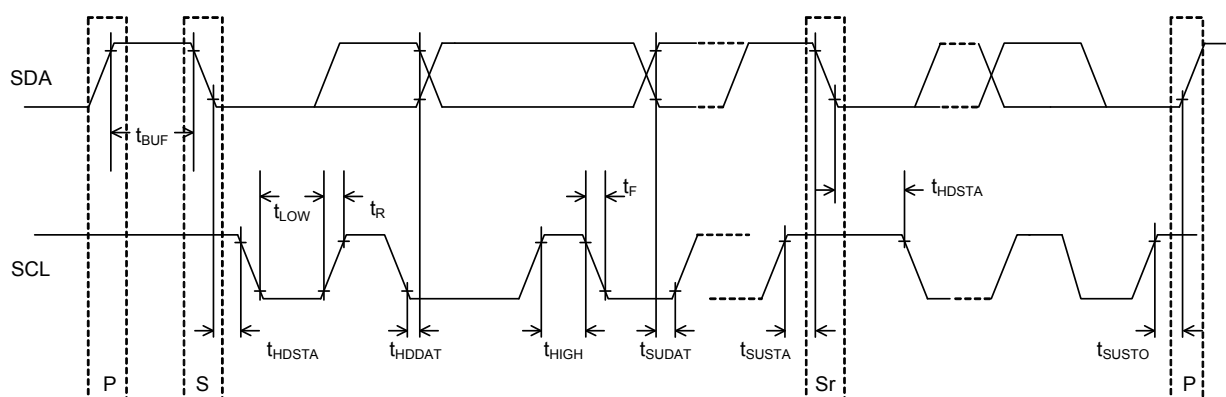 SDA
tBUF
tLOW
tR
tF
tHDSTA
SCL
tHDSTA
tHDDAT
tHIGH
tSUDAT
tSUSTA
tSUSTO
P
S
Sr
P